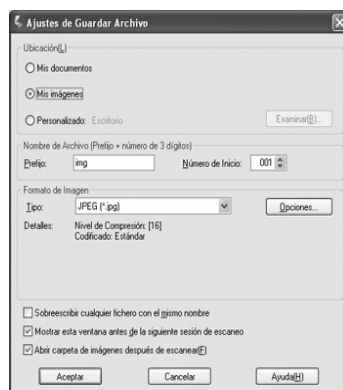 Ajustes de Guardar Archivo
Ubicación(L)
Mis documentos
Mis imágenes
Personalizado: Escritorio
Examinar(B)...
Nombre de Archivo (Prefijo + número de 3 dígitos)
Prefijo: img Número de Inicio: 001
Formato de Imagen
Tipo: JPEG (*.jpg) Opciones...
Detalles: Nivel de Compresión: [16]
Codificado: Estándar
Sobreescribir cualquier fichero con el mismo nombre
Mostrar esta ventana antes de la siguiente sesión de escaneo
Abrir carpeta de imágenes después de escanear(F)
Aceptar Cancelar Ayuda(H)